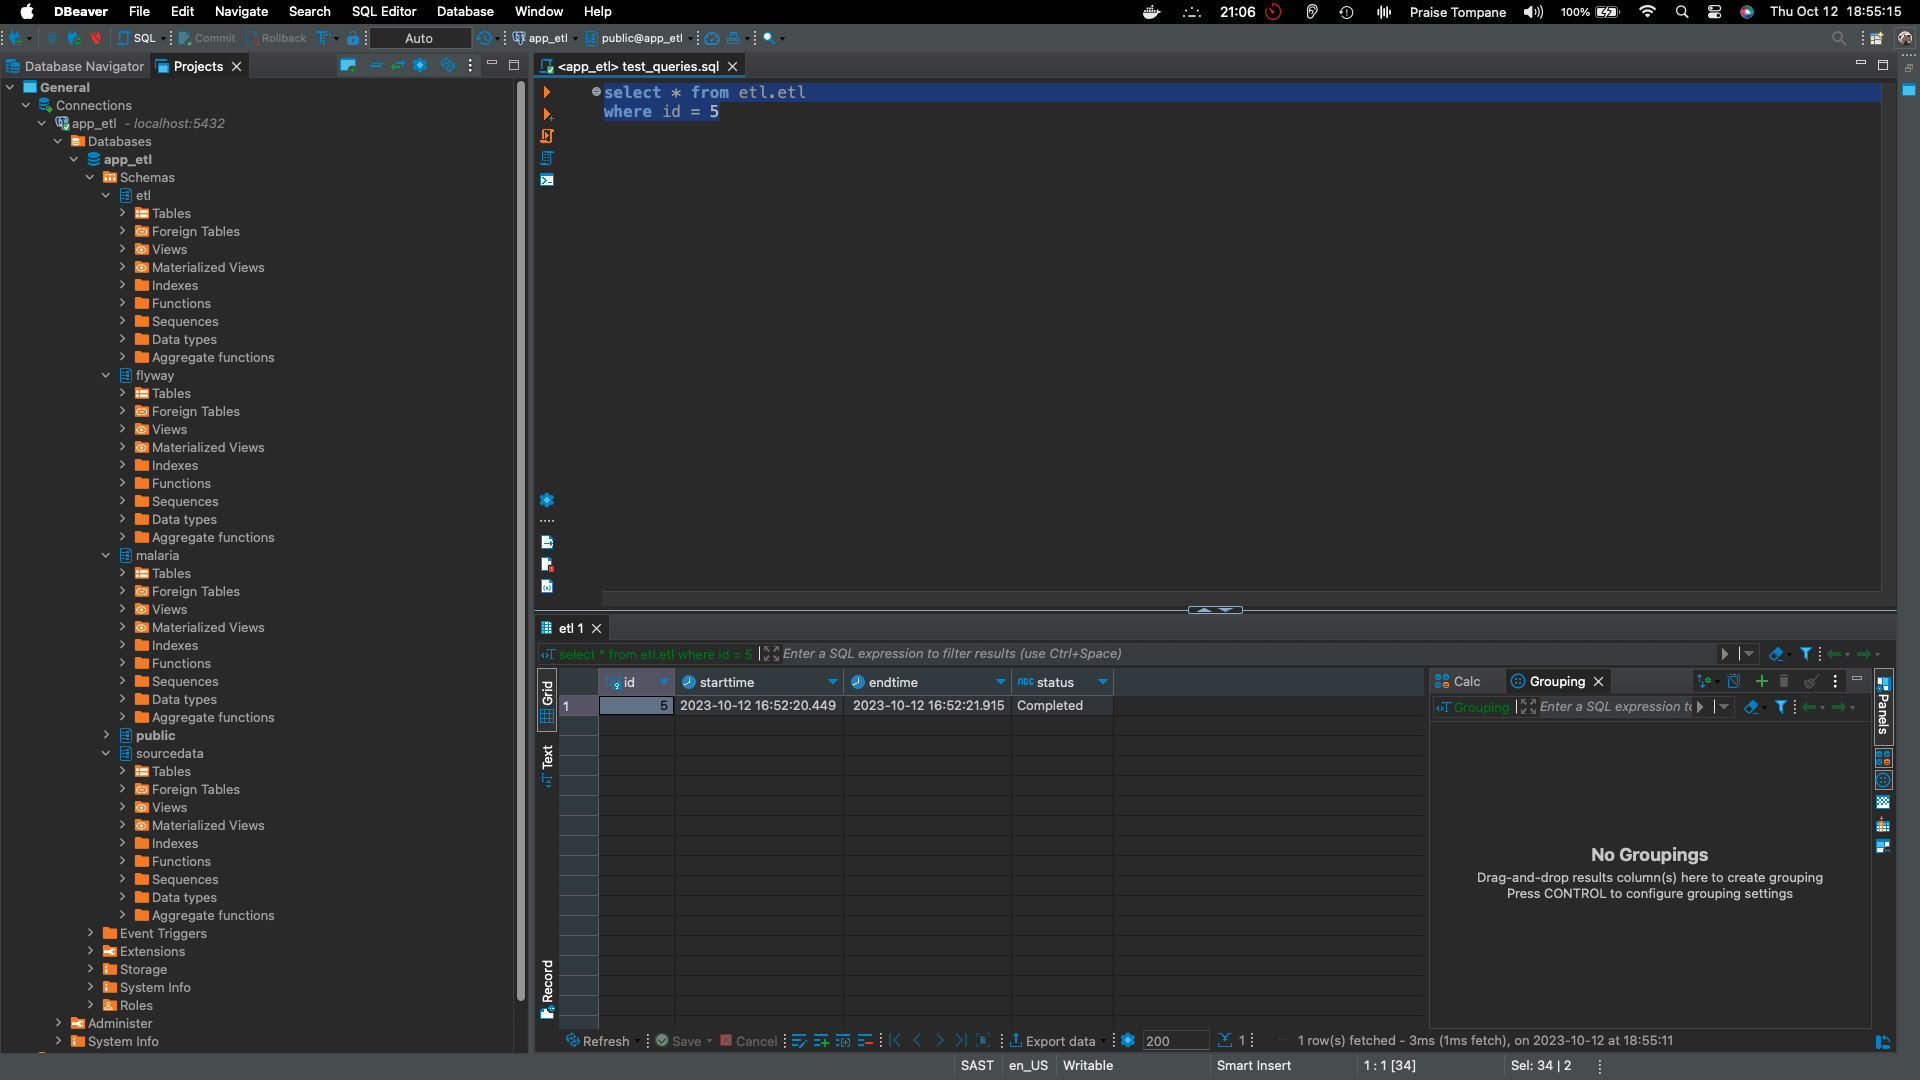 DBeaver File Edit Navigate Search SQL Editor Database Window Help 21:06 Praise Tompane 100% Thu Oct 12 18:55:15
SQL Commit Rollback Auto app_etl public@app_etl
Database Navigator Projects
<app_etl> test_queries.sql
General
Connections
app_etl - localhost:5432
Databases
app_etl
Schemas
etl
Tables
Foreign Tables
Views
Materialized Views
Indexes
Functions
Sequences
Data types
Aggregate functions
flyway
Tables
Foreign Tables
Views
Materialized Views
Indexes
Functions
Sequences
Data types
Aggregate functions
malaria
Tables
Foreign Tables
Views
Materialized Views
Indexes
Functions
Sequences
Data types
Aggregate functions
public
sourcedata
Tables
Foreign Tables
Views
Materialized Views
Indexes
Functions
Sequences
Data types
Aggregate functions
Event Triggers
Extensions
Storage
System Info
Roles
Administer
System Info
select * from etl.etl
where id = 5
etl 1
select * from etl.etl where id = 5 Enter a SQL expression to filter results (use Ctrl+Space)
Grid
Text
Record
id starttime endtime status
1 5 2023-10-12 16:52:20.449 2023-10-12 16:52:21.915 Completed
Calc Grouping
Grouping Enter a SQL expression to
Panels
No Groupings
Drag-and-drop results column(s) here to create grouping
Press CONTROL to configure grouping settings
Refresh Save Cancel Export data 200 1 1 row(s) fetched - 3ms (1ms fetch), on 2023-10-12 at 18:55:11
SAST en_US Writable Smart Insert 1 : 1 [34] Sel: 34 | 2